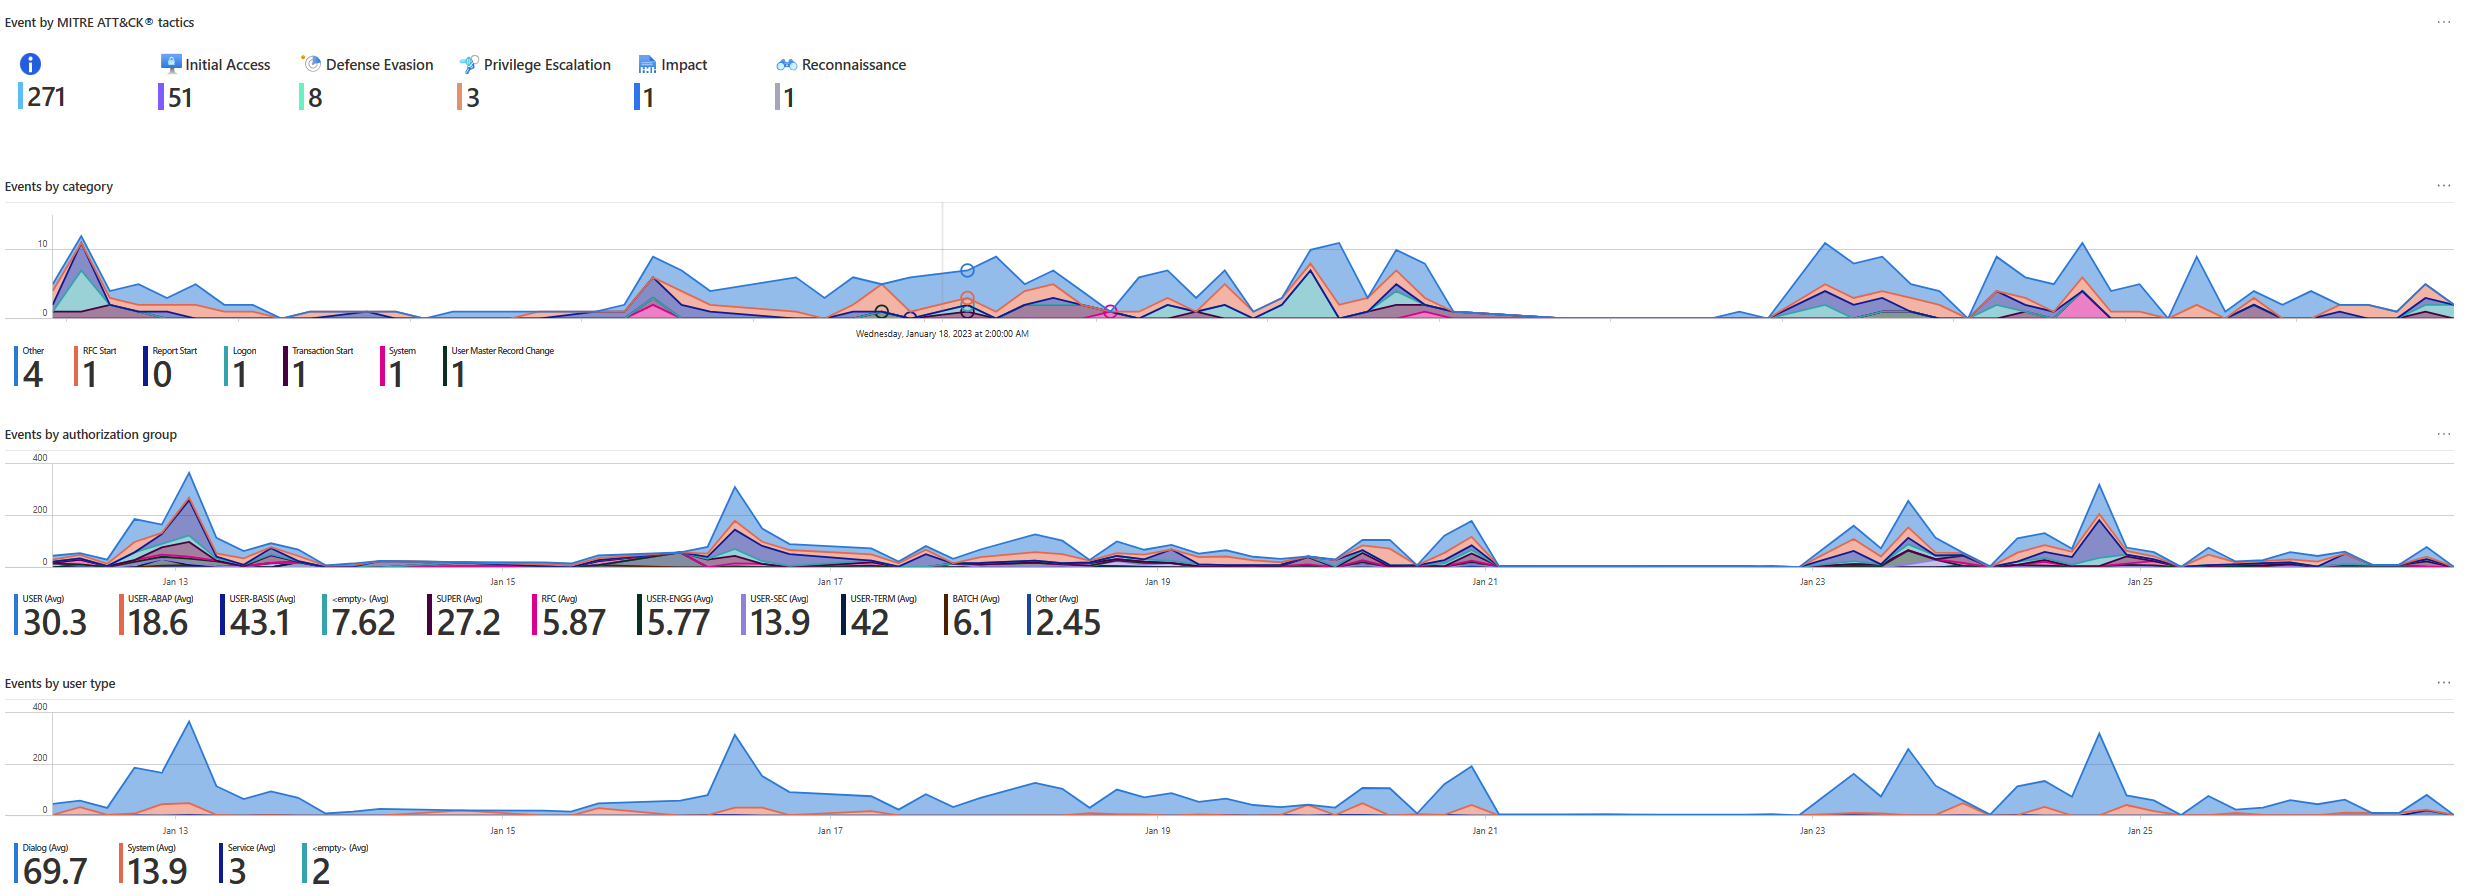 Event by MITRE ATT&CK® tactics
Initial Access Defense Evasion Privilege Escalation Impact Reconnaissance
271 51 8 3 1 1
Events by category
10
0
Wednesday, January 18, 2023 at 2:00:00 AM
Other RFC Start Report Start Logon Transaction Start System User Master Record Change
4 1 0 1 1 1 1
Events by authorization group
400
200
0
Jan 13 Jan 15 Jan 17 Jan 19 Jan 21 Jan 23 Jan 25
USER (Avg) USER-ABAP (Avg) USER-BASIS (Avg) <empty> (Avg) SUPER (Avg) RFC (Avg) USER-ENGG (Avg) USER-SEC (Avg) USER-TERM (Avg) BATCH (Avg) Other (Avg)
30.3 18.6 43.1 7.62 27.2 5.87 5.77 13.9 42 6.1 2.45
Events by user type
400
200
0
Jan 13 Jan 15 Jan 17 Jan 19 Jan 21 Jan 23 Jan 25
Dialog (Avg) System (Avg) Service (Avg) <empty> (Avg)
69.7 13.9 3 2